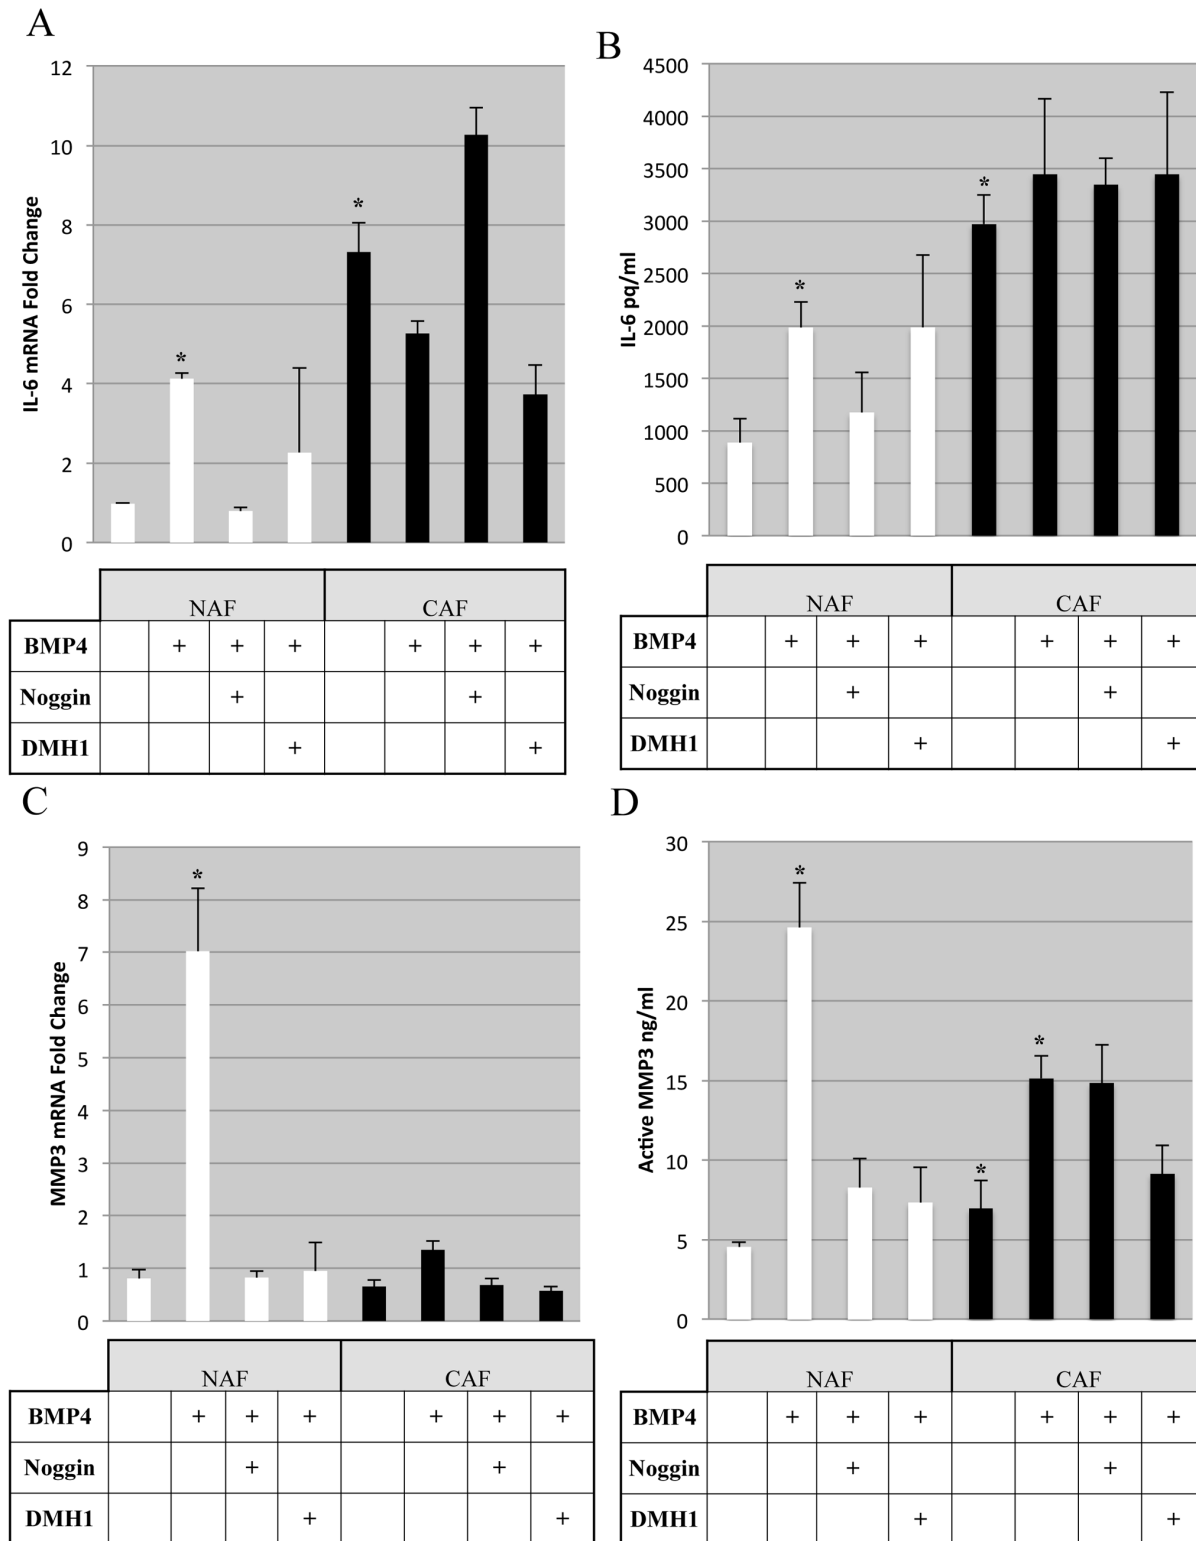 A
IL-6 mRNA Fold Change
12
10
8
6
4
2
0
*
*
NAF CAF
BMP4 + + + + + +
Noggin + +
DMH1 + +
B
IL-6 pq/ml
4500
4000
3500
3000
2500
2000
1500
1000
500
0
*
*
NAF CAF
BMP4 + + + + + +
Noggin + +
DMH1 + +
C
MMP3 mRNA Fold Change
9
8
7
6
5
4
3
2
1
0
*
NAF CAF
BMP4 + + + + + +
Noggin + +
DMH1 + +
D
Active MMP3 ng/ml
30
25
20
15
10
5
0
*
*
*
NAF CAF
BMP4 + + + + + +
Noggin + +
DMH1 + +